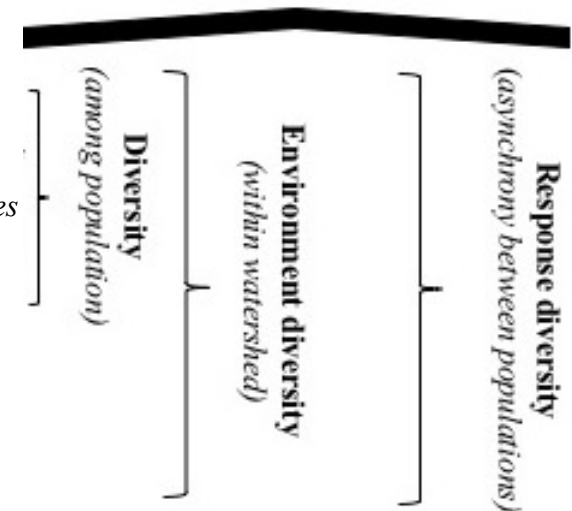 es
Diversity
(among population)
Environment diversity
(within watershed)
Response diversity
(asynchrony between populations)